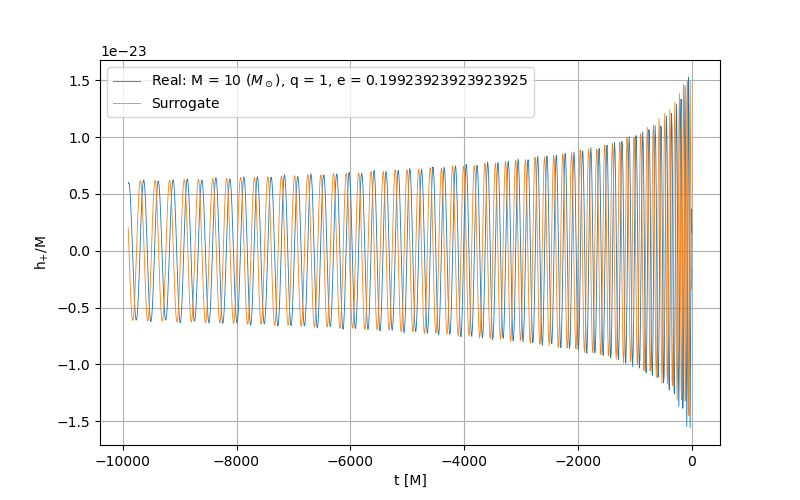 1e−23
Real: M = 10 (M⊙), q = 1, e = 0.19923923923923925
Surrogate
1.5
1.0
0.5
0.0
−0.5
−1.0
−1.5
h₊/M
−10000 −8000 −6000 −4000 −2000 0
t [M]